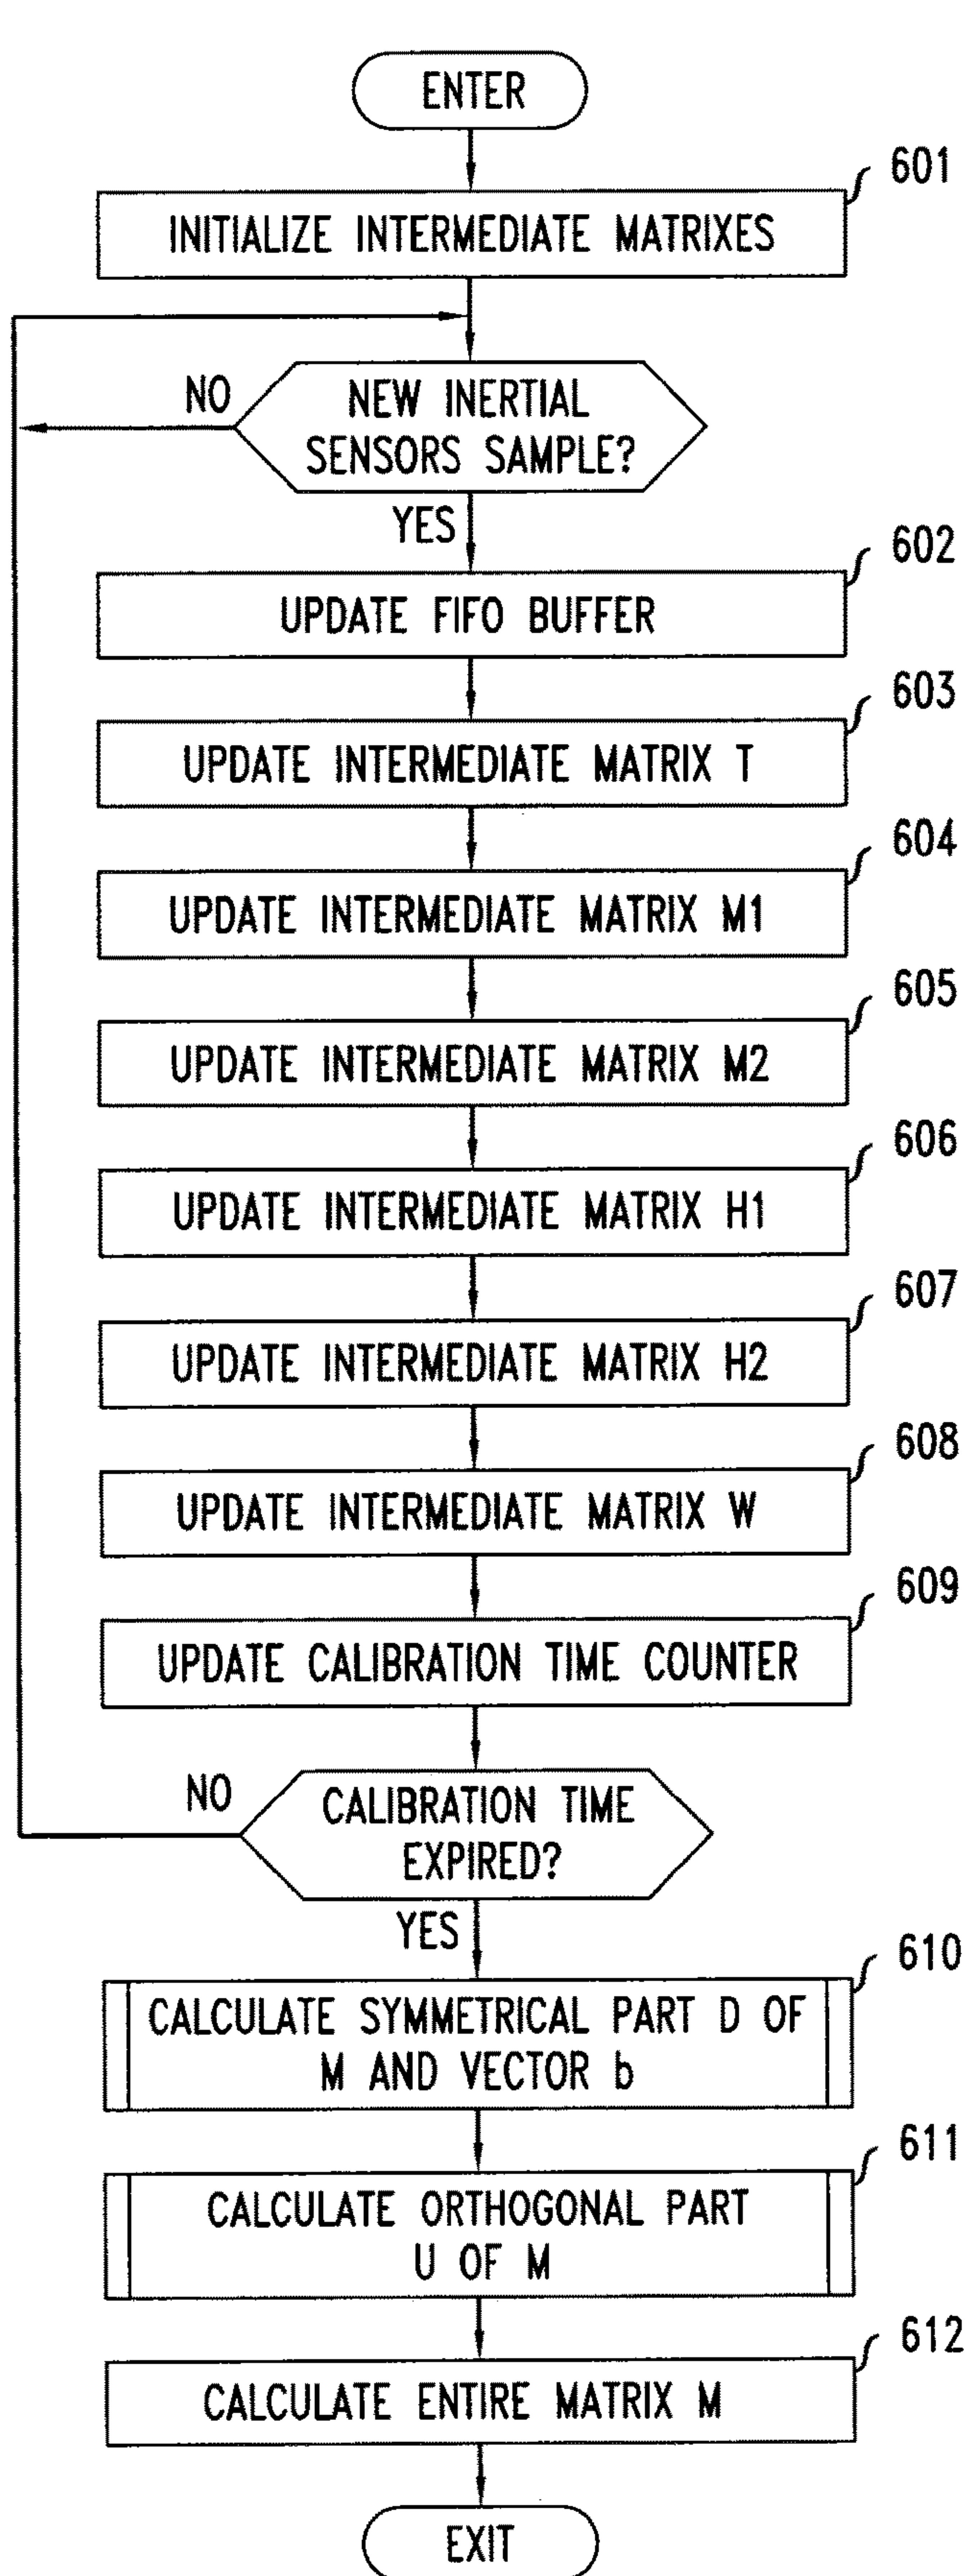 ENTER
601
INITIALIZE INTERMEDIATE MATRIXES
NO
NEW INERTIAL
SENSORS SAMPLE?
YES
602
UPDATE FIFO BUFFER
603
UPDATE INTERMEDIATE MATRIX T
604
UPDATE INTERMEDIATE MATRIX M1
605
UPDATE INTERMEDIATE MATRIX M2
606
UPDATE INTERMEDIATE MATRIX H1
607
UPDATE INTERMEDIATE MATRIX H2
608
UPDATE INTERMEDIATE MATRIX W
609
UPDATE CALIBRATION TIME COUNTER
NO
CALIBRATION TIME
EXPIRED?
YES
610
CALCULATE SYMMETRICAL PART D OF
M AND VECTOR b
611
CALCULATE ORTHOGONAL PART
U OF M
612
CALCULATE ENTIRE MATRIX M
EXIT